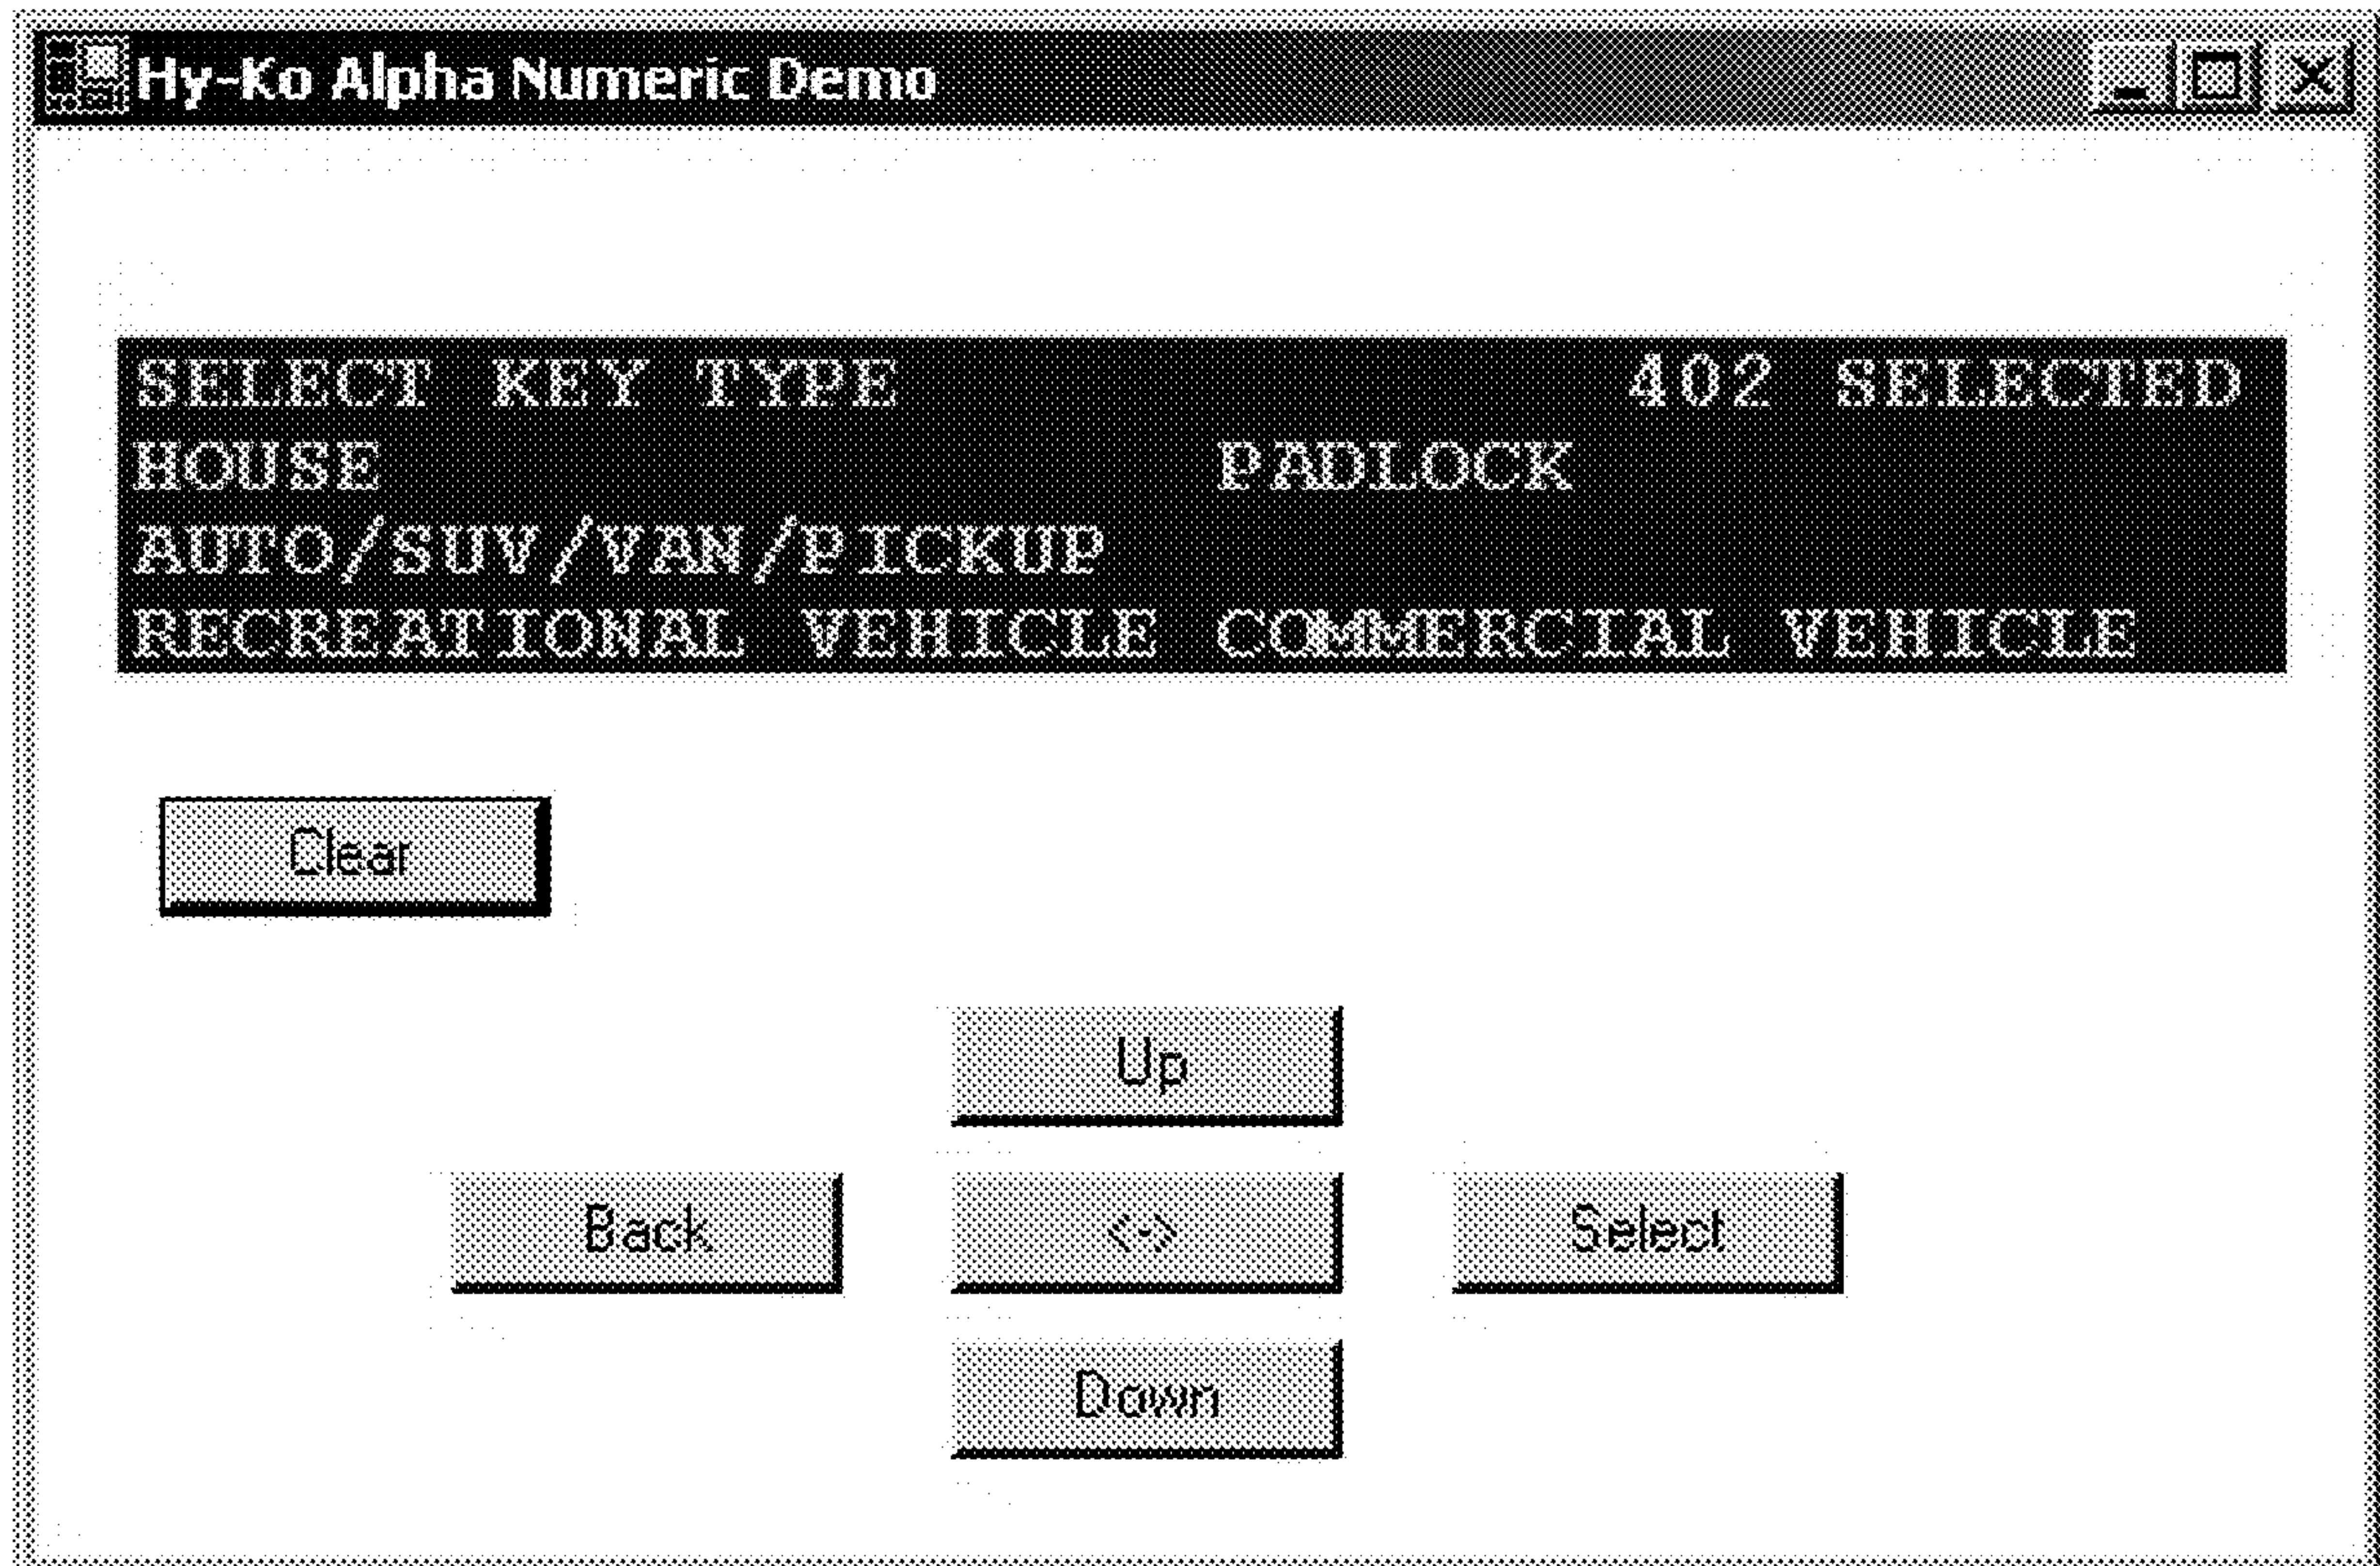 Hy-Ko Alpha Numeric Demo
SELECT KEY TYPE 402 SELECTED
HOUSE PADLOCK
AUTO/SUV/VAN/PICKUP
RECREATIONAL VEHICLE COMMERCIAL VEHICLE
Clear
Up
Back <-> Select
Down